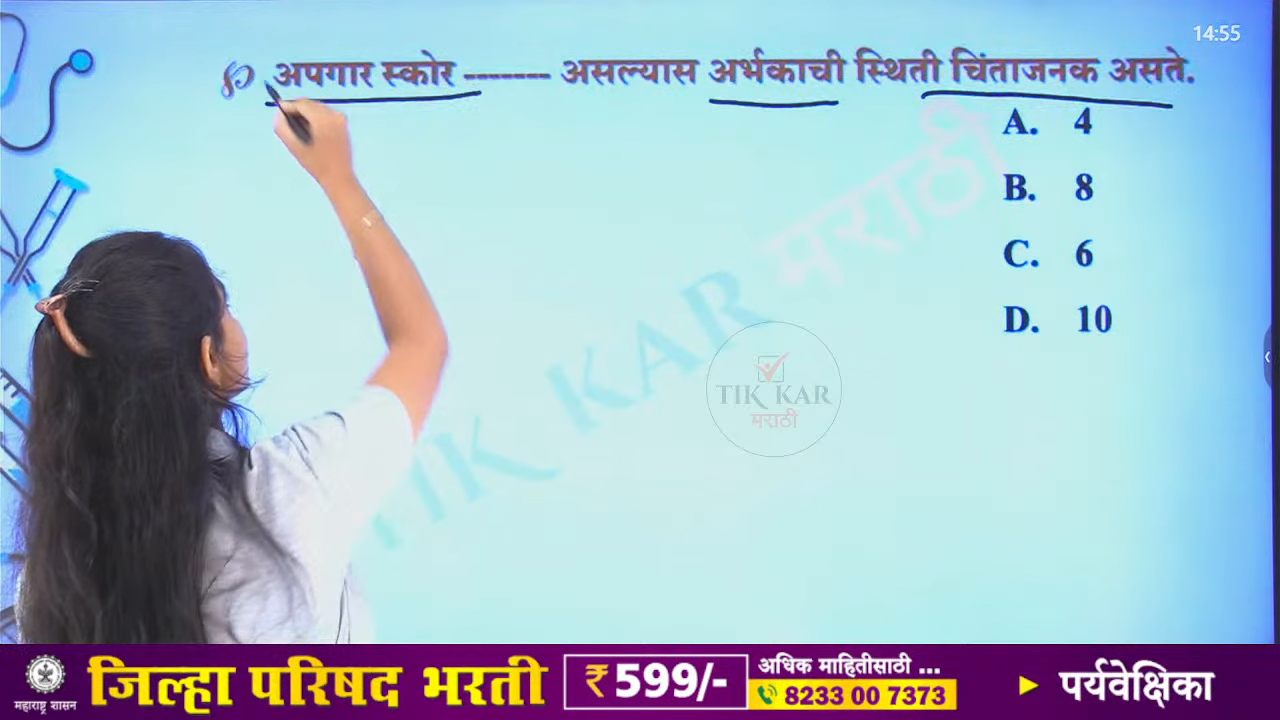 14:55
℘ अपगार स्कोर ------- असल्यास अर्भकाची स्थिती चिंताजनक असते.
A. 4
B. 8
C. 6
D. 10
TIK KAR मराठी
TIK KAR
मराठी
महाराष्ट्र शासन
जिल्हा परिषद भरती
₹599/-
अधिक माहितीसाठी ...
8233 00 7373
पर्यवेक्षिका